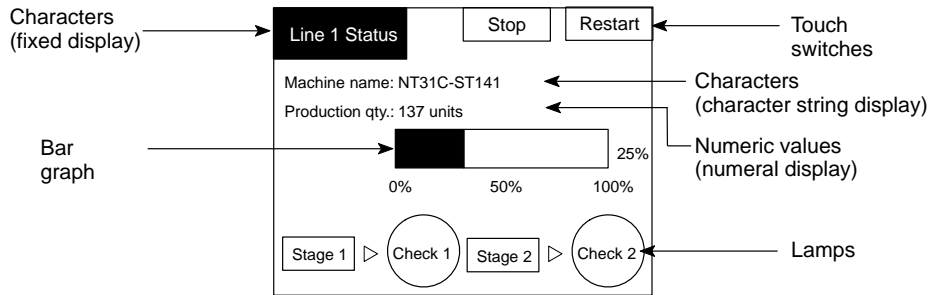 Characters
(fixed display)
Line 1 Status
Stop
Restart
Touch
switches
Machine name: NT31C-ST141
Characters
(character string display)
Production qty.: 137 units
Bar
graph
25%
Numeric values
(numeral display)
0%
50%
100%
Stage 1
Check 1
Stage 2
Check 2
Lamps